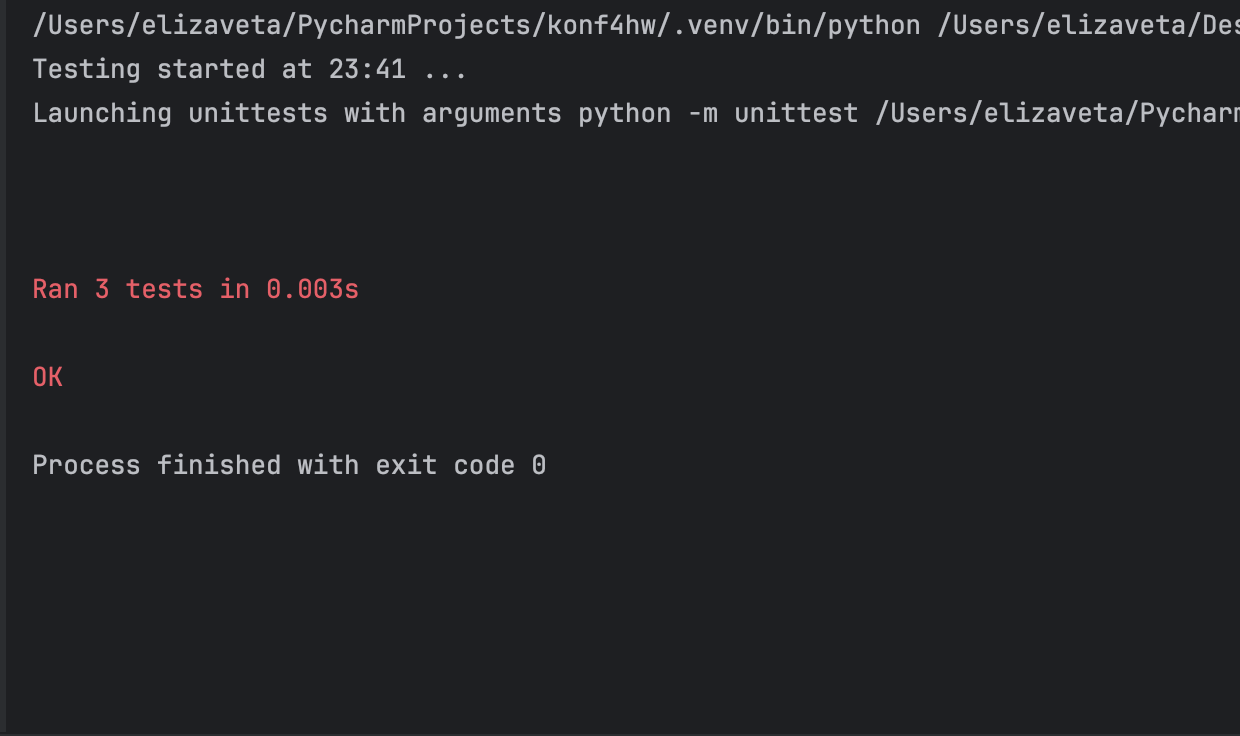 /Users/elizaveta/PycharmProjects/konf4hw/.venv/bin/python /Users/elizaveta/Des
Testing started at 23:41 ...
Launching unittests with arguments python -m unittest /Users/elizaveta/Pycharm
Ran 3 tests in 0.003s
OK
Process finished with exit code 0